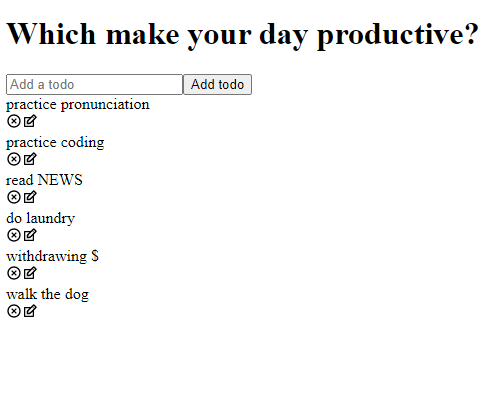 Which make your day productive?
Add a todo Add todo
practice pronunciation
practice coding
read NEWS
do laundry
withdrawing $
walk the dog